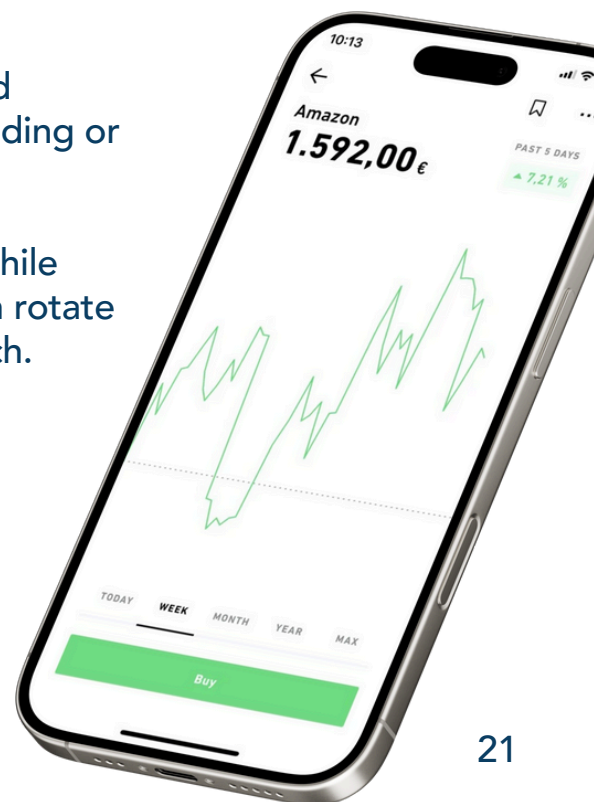 ding or
hile
rotate
10:13
Amazon
1.592,00 €
PAST 5 DAYS
▲ 7,21 %
TODAY WEEK MONTH YEAR MAX
Buy
21